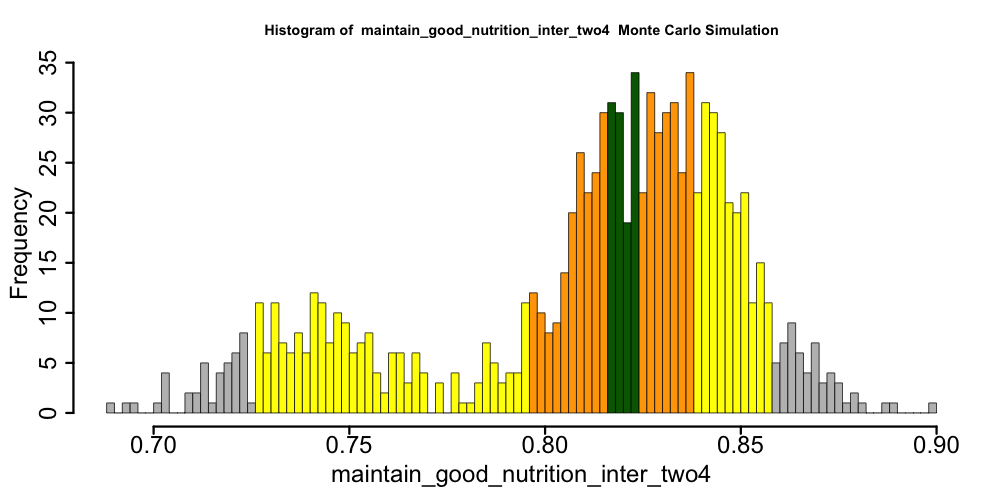 Histogram of  maintain_good_nutrition_inter_two4  Monte Carlo Simulation
Frequency
35
30
25
20
15
10
5
0
0.70 0.75 0.80 0.85 0.90
maintain_good_nutrition_inter_two4